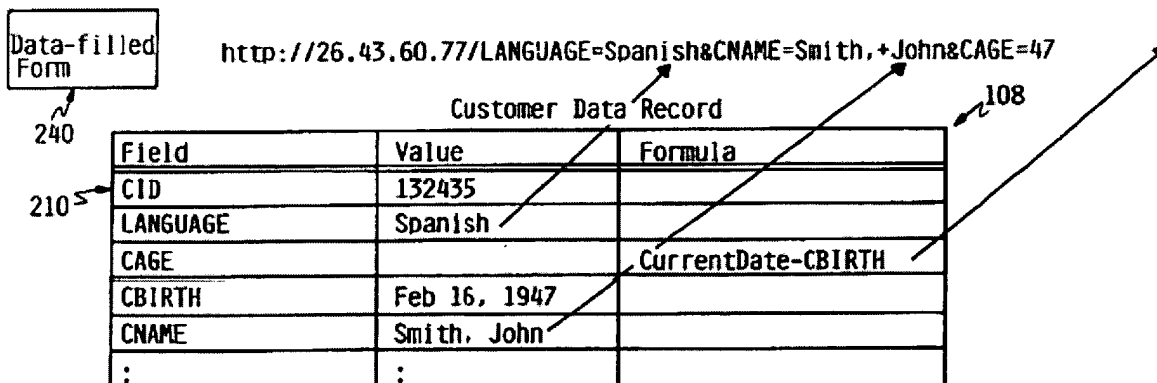 Data-filled
Form
http://26.43.60.77/LANGUAGE=Spanish&CNAME=Smith,+John&CAGE=47
240
Customer Data Record
108
Field Value Formula
210
CID 132435
LANGUAGE Spanish
CAGE CurrentDate-CBIRTH
CBIRTH Feb 16, 1947
CNAME Smith, John
: :